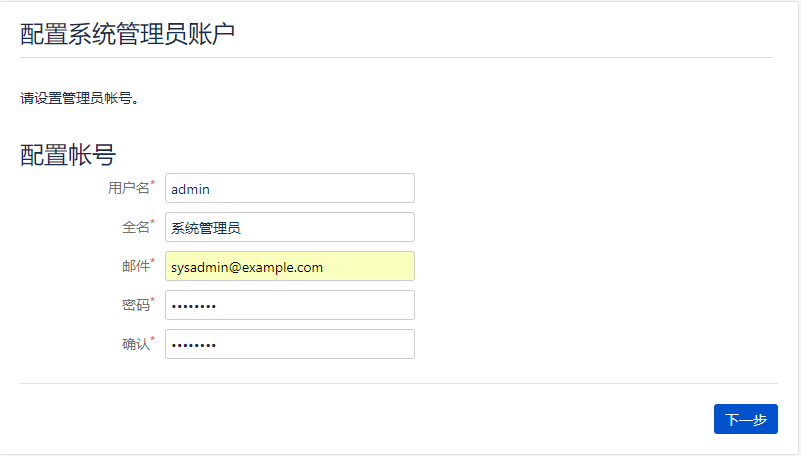 配置系统管理员账户
请设置管理员帐号。
配置帐号
用户名* admin
全名* 系统管理员
邮件* sysadmin@example.com
密码* ••••••••
确认* ••••••••
下一步